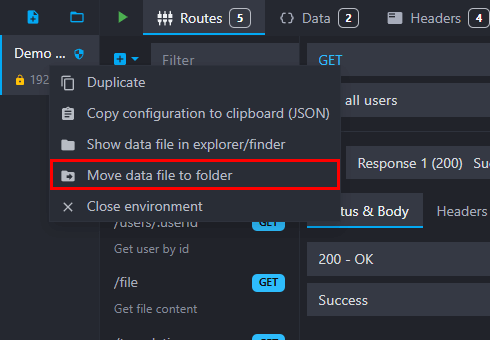 Routes 5 Data 2 Headers 4
Demo ...
192
Filter
GET
Duplicate
Copy configuration to clipboard (JSON)
Show data file in explorer/finder
Move data file to folder
Close environment
all users
Response 1 (200)
& Body Headers
/users/:userid GET
Get user by id
200 - OK
/file GET
Get file content
Success